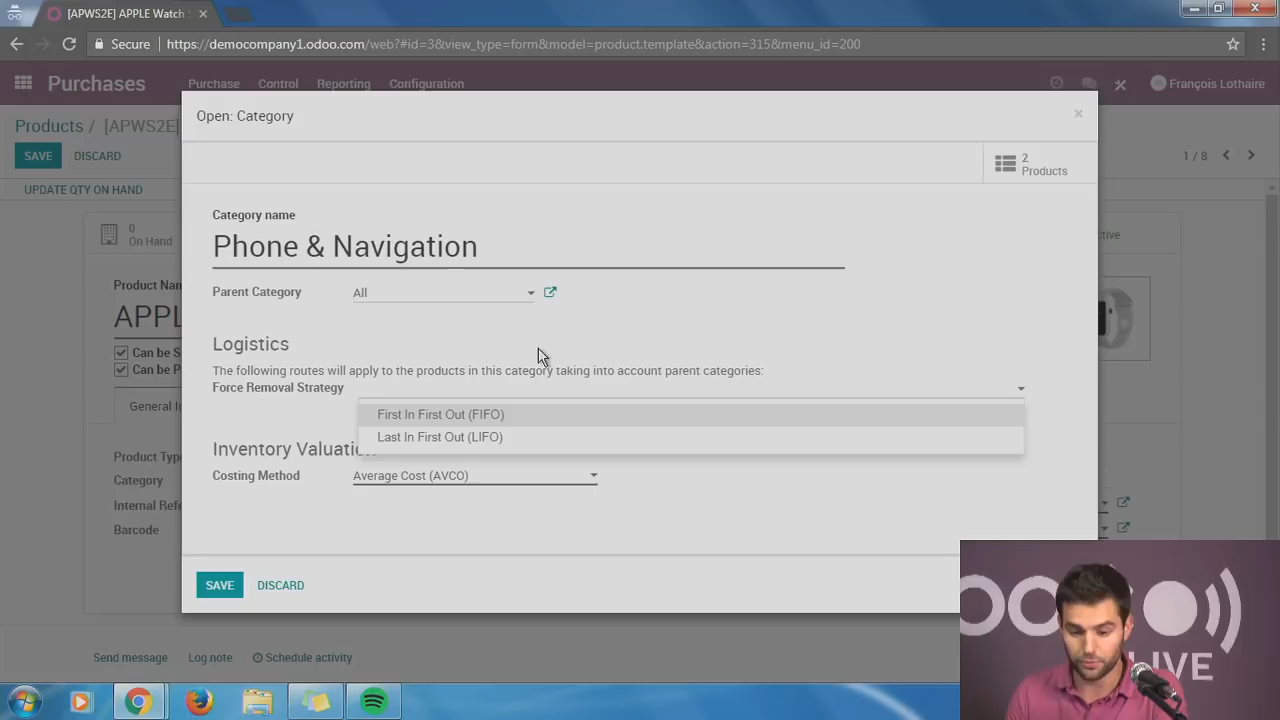 [APWS2E] APPLE Watch
Secure
https://democompany1.odoo.com/web?#id=3&view_type=form&model=product.template&action=315&menu_id=200
Purchases
Purchase Control Reporting Configuration
François Lothaire
Products / [APWS2E]
Open: Category
×
SAVE DISCARD
1 / 8
2
Products
UPDATE QTY ON HAND
0
On Hand
Category name
Phone & Navigation
Product Nam
APPL
Parent Category All
Can be S
Can be P
Logistics
The following routes will apply to the products in this category taking into account parent categories:
Force Removal Strategy
General In
First In First Out (FIFO)
Last In First Out (LIFO)
Inventory Valuation
Product Typ
Category
Costing Method Average Cost (AVCO)
Internal Refe
Barcode
SAVE DISCARD
Send message Log note Schedule activity
LIVE